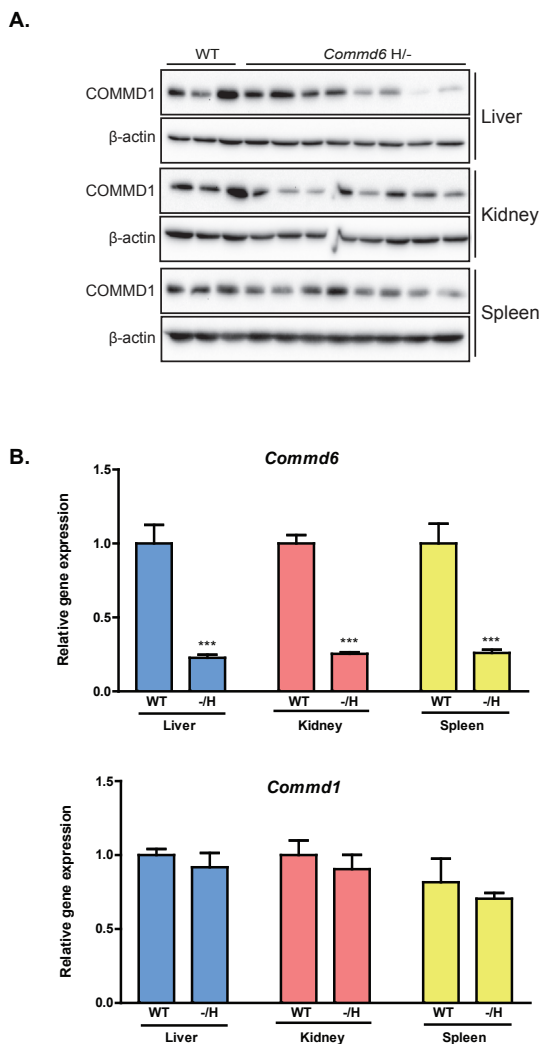 A.
WT Commd6 H/-
COMMD1
β-actin
Liver
COMMD1
β-actin
Kidney
COMMD1
β-actin
Spleen
B.
Commd6
Relative gene expression
1.5
1.0
0.5
0.0
*** *** ***
WT -/H WT -/H WT -/H
Liver Kidney Spleen
Commd1
Relative gene expression
1.5
1.0
0.5
0.0
WT -/H WT -/H WT -/H
Liver Kidney Spleen